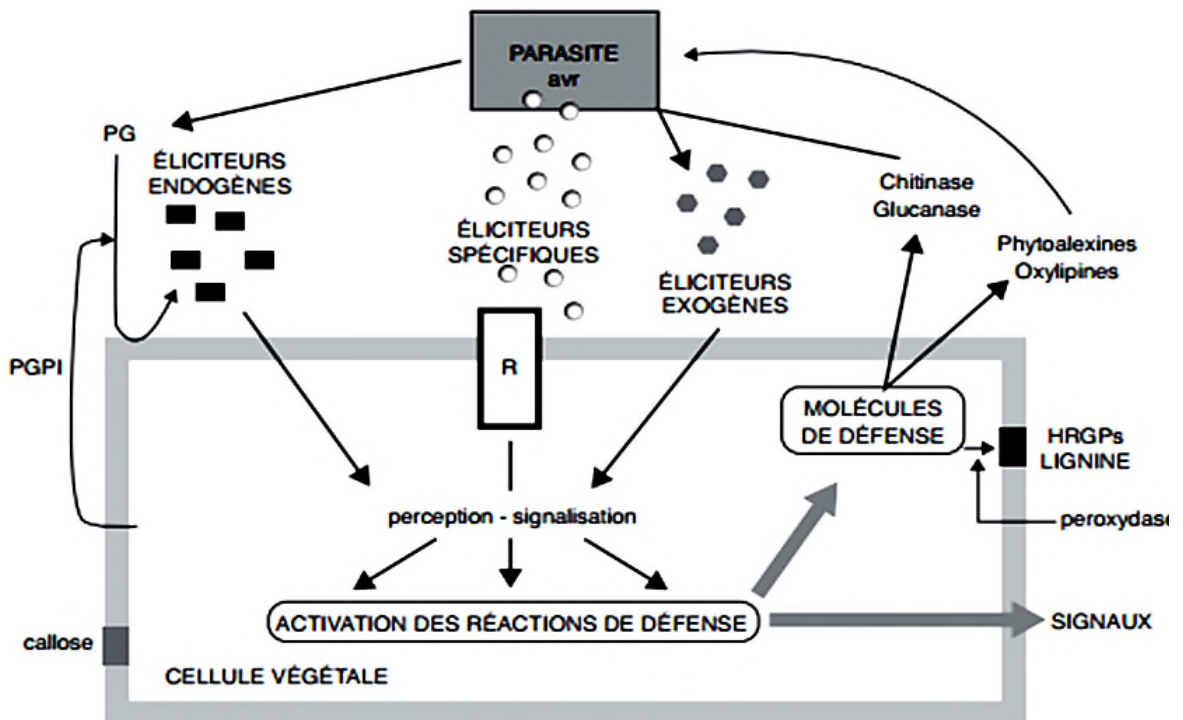 PARASITE
avr
PG
ÉLICITEURS
ENDOGÈNES
ÉLICITEURS
SPÉCIFIQUES
ÉLICITEURS
EXOGÈNES
Chitinase
Glucanase
Phytoalexines
Oxylipines
PGPI
R
MOLÉCULES
DE DÉFENSE
HRGPs
LIGNINE
perception - signalisation
peroxydase
ACTIVATION DES RÉACTIONS DE DÉFENSE
SIGNAUX
callose
CELLULE VÉGÉTALE